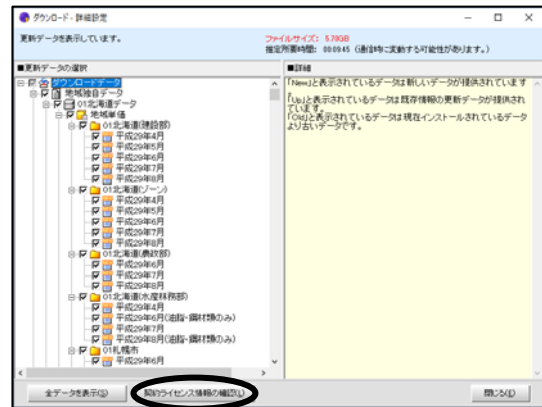 ダウンロード - 詳細設定
更新データを表示しています。
ファイルサイズ: 5.79GB
推定所要時間: 00:09:45 (通信時に変動する可能性があります。)
■更新データの選択
ダウンロードデータ
地域独自データ
01北海道データ
地域単価
01北海道(建設部)
平成29年4月
平成29年5月
平成29年6月
平成29年7月
平成29年8月
01北海道(ゾーン)
平成29年4月
平成29年5月
平成29年6月
平成29年7月
平成29年8月
01北海道(農政部)
平成29年6月
平成29年7月
平成29年8月
01北海道(水産林務部)
平成29年4月
平成29年6月(油脂・鋼材類のみ)
平成29年7月
平成29年8月(油脂・鋼材類のみ)
01札幌市
平成29年6月
■詳細
「New」と表示されているデータは新しいデータが提供されています。
「Up」と表示されているデータは既存情報の更新データが提供されています。
「Old」と表示されているデータは現在インストールされているデータより古いデータです。
全データを表示(S)
契約ライセンス情報の確認(L)
閉じる(D)